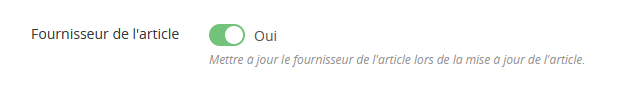 Fournisseur de l'article Oui
Mettre à jour le fournisseur de l'article lors de la mise à jour de l'article.